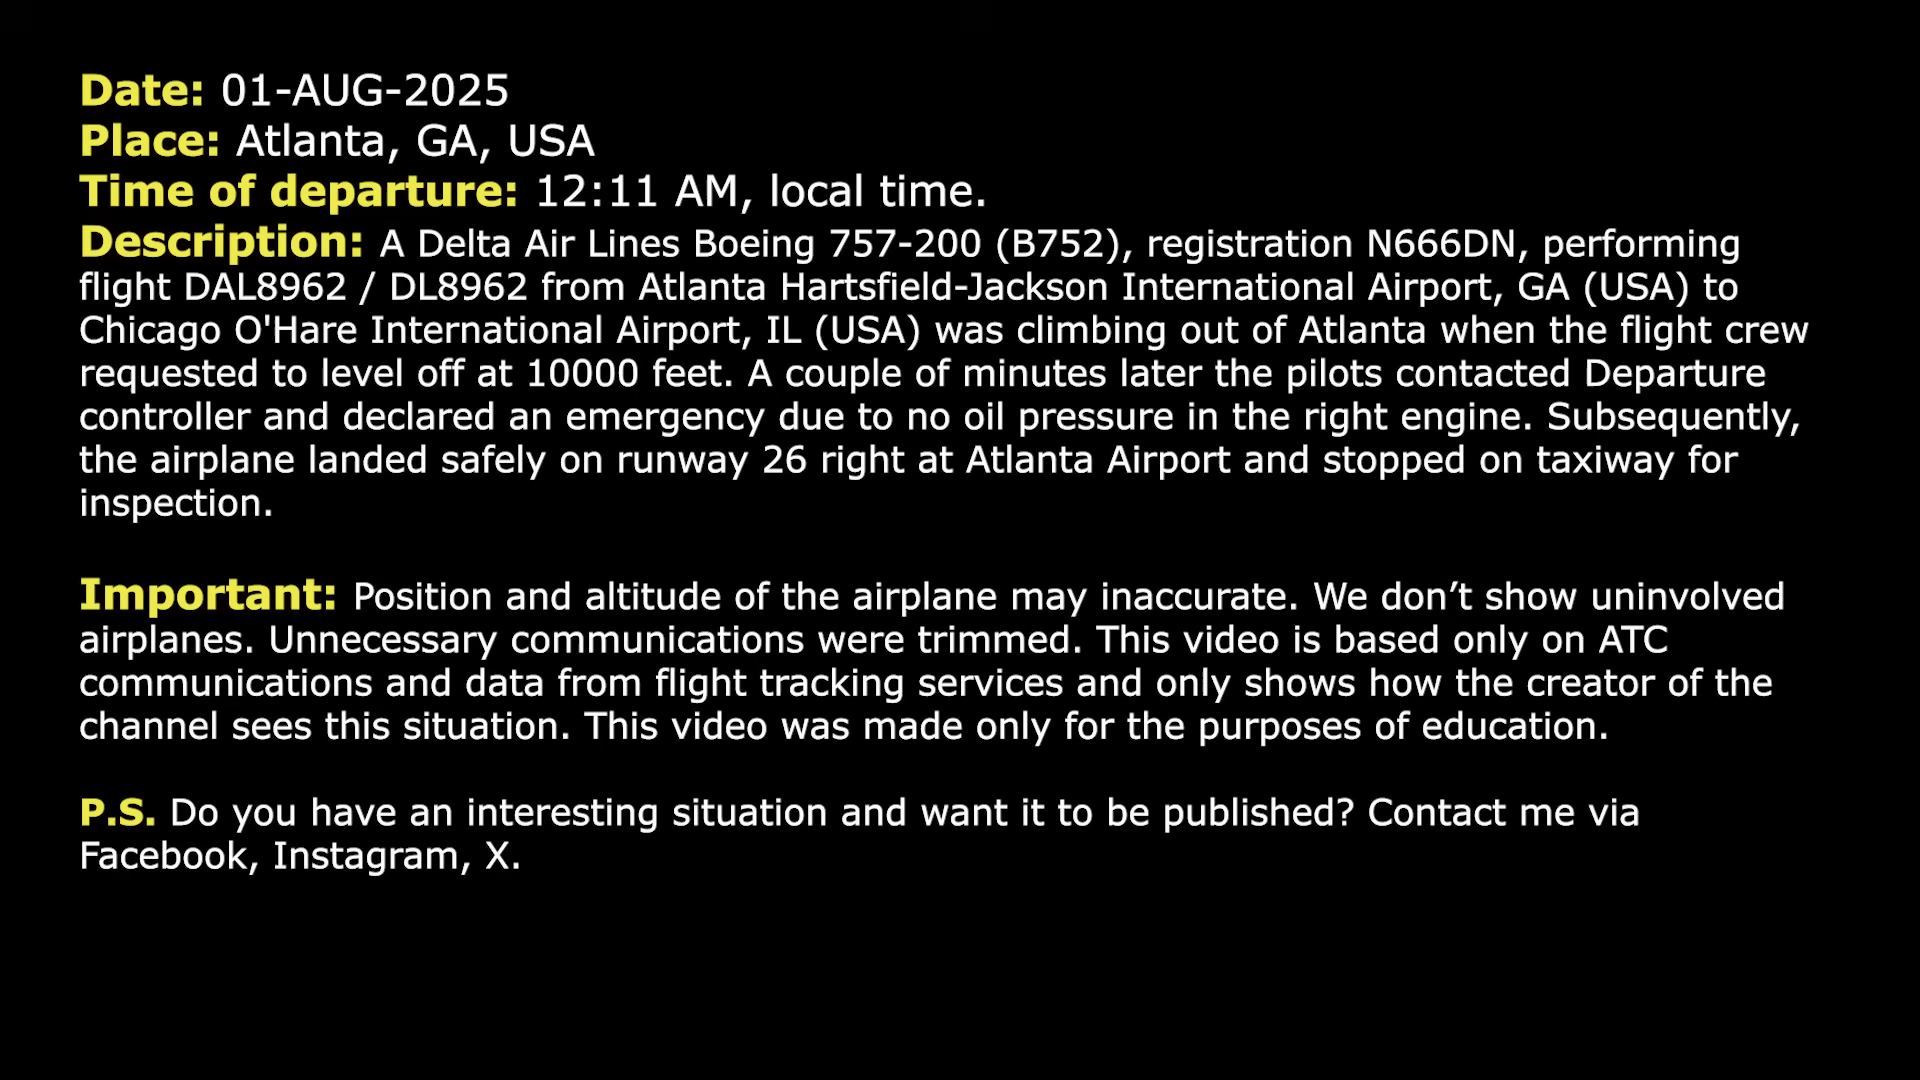 Date: 01-AUG-2025
Place: Atlanta, GA, USA
Time of departure: 12:11 AM, local time.
Description: A Delta Air Lines Boeing 757-200 (B752), registration N666DN, performing
flight DAL8962 / DL8962 from Atlanta Hartsfield-Jackson International Airport, GA (USA) to
Chicago O'Hare International Airport, IL (USA) was climbing out of Atlanta when the flight crew
requested to level off at 10000 feet. A couple of minutes later the pilots contacted Departure
controller and declared an emergency due to no oil pressure in the right engine. Subsequently,
the airplane landed safely on runway 26 right at Atlanta Airport and stopped on taxiway for
inspection.
Important: Position and altitude of the airplane may inaccurate. We don’t show uninvolved
airplanes. Unnecessary communications were trimmed. This video is based only on ATC
communications and data from flight tracking services and only shows how the creator of the
channel sees this situation. This video was made only for the purposes of education.
P.S. Do you have an interesting situation and want it to be published? Contact me via
Facebook, Instagram, X.